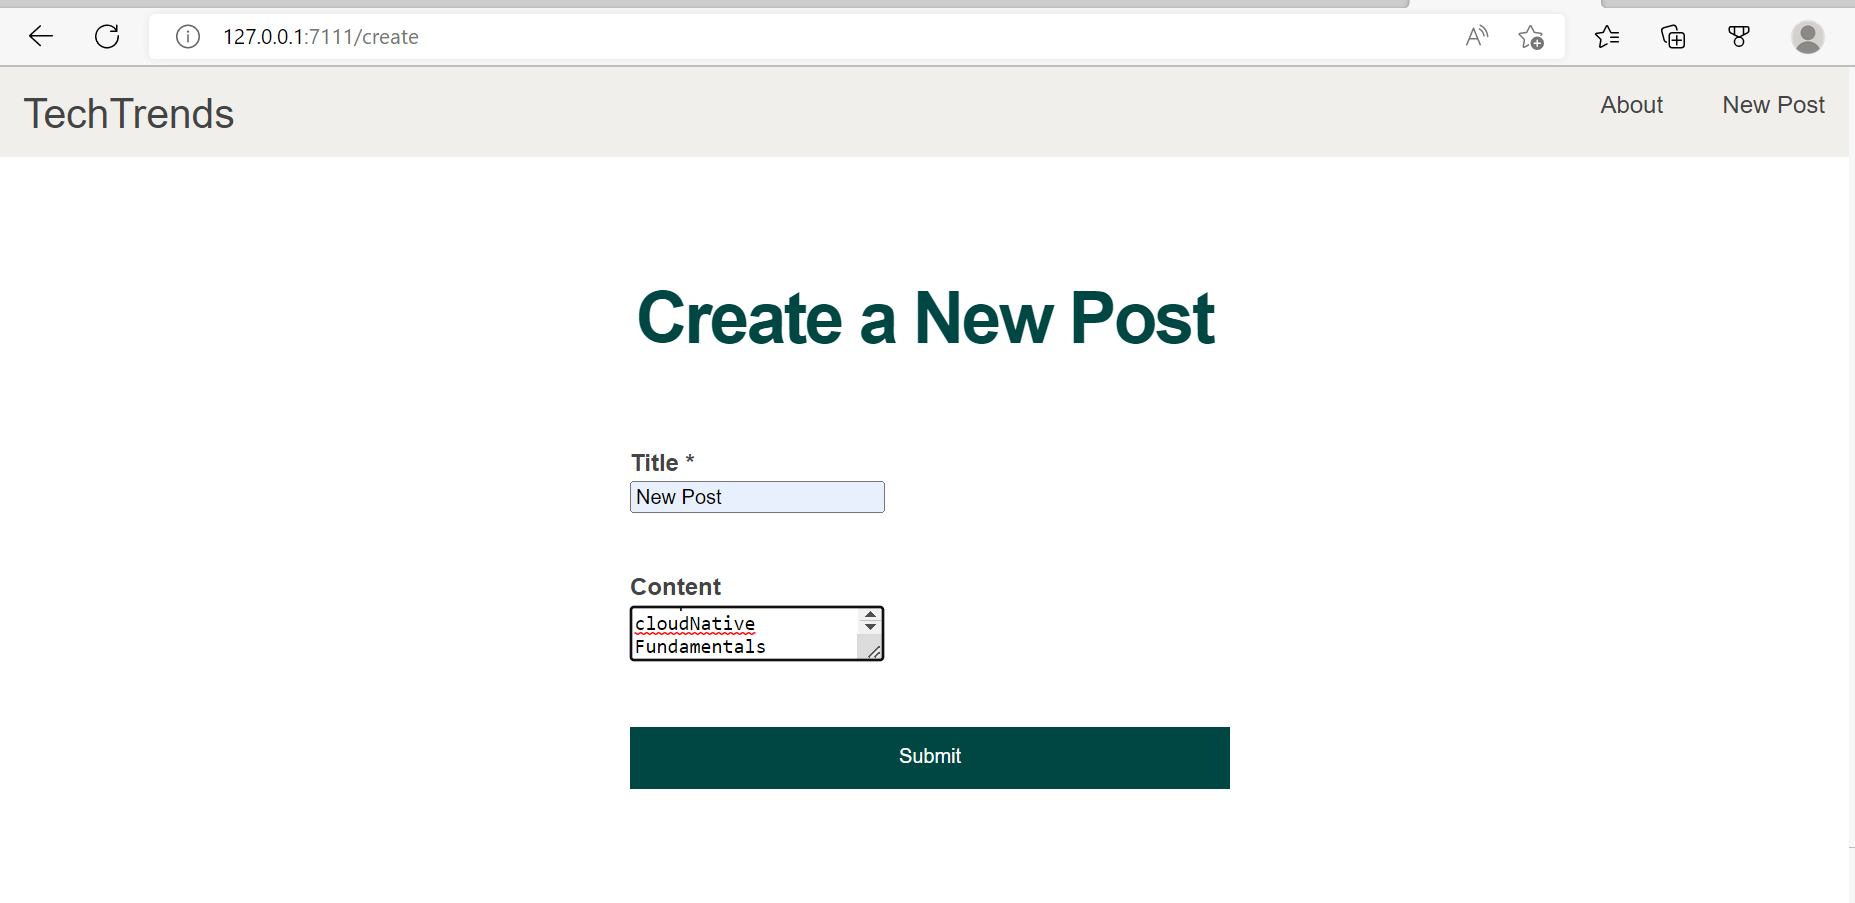 127.0.0.1:7111/create
TechTrends
About
New Post
Create a New Post
Title *
New Post
Content
cloudNative
Fundamentals
Submit